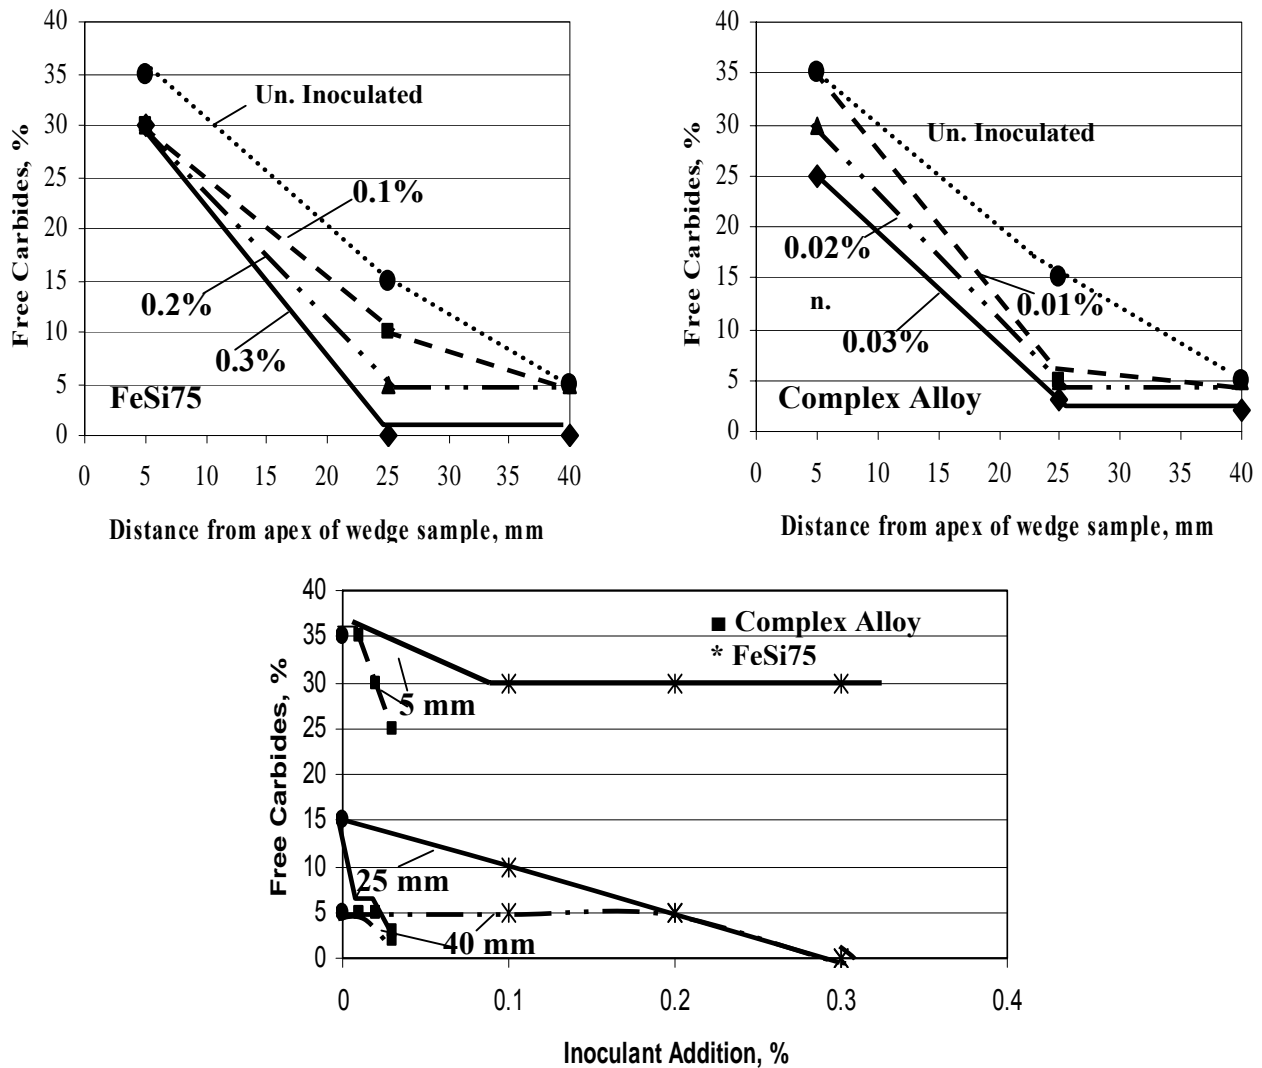 40
35
30
25
20
15
10
5
0
Free Carbides, %
Un. Inoculated
0.1%
0.2%
0.3%
FeSi75
0 5 10 15 20 25 30 35 40
Distance from apex of wedge sample, mm
40
35
30
25
20
15
10
5
0
Free Carbides, %
Un. Inoculated
0.02%
n.
0.01%
0.03%
Complex Alloy
0 5 10 15 20 25 30 35 40
Distance from apex of wedge sample, mm
40
35
30
25
20
15
10
5
0
Free Carbides, %
Complex Alloy
* FeSi75
5 mm
25 mm
40 mm
0 0.1 0.2 0.3 0.4
Inoculant Addition, %